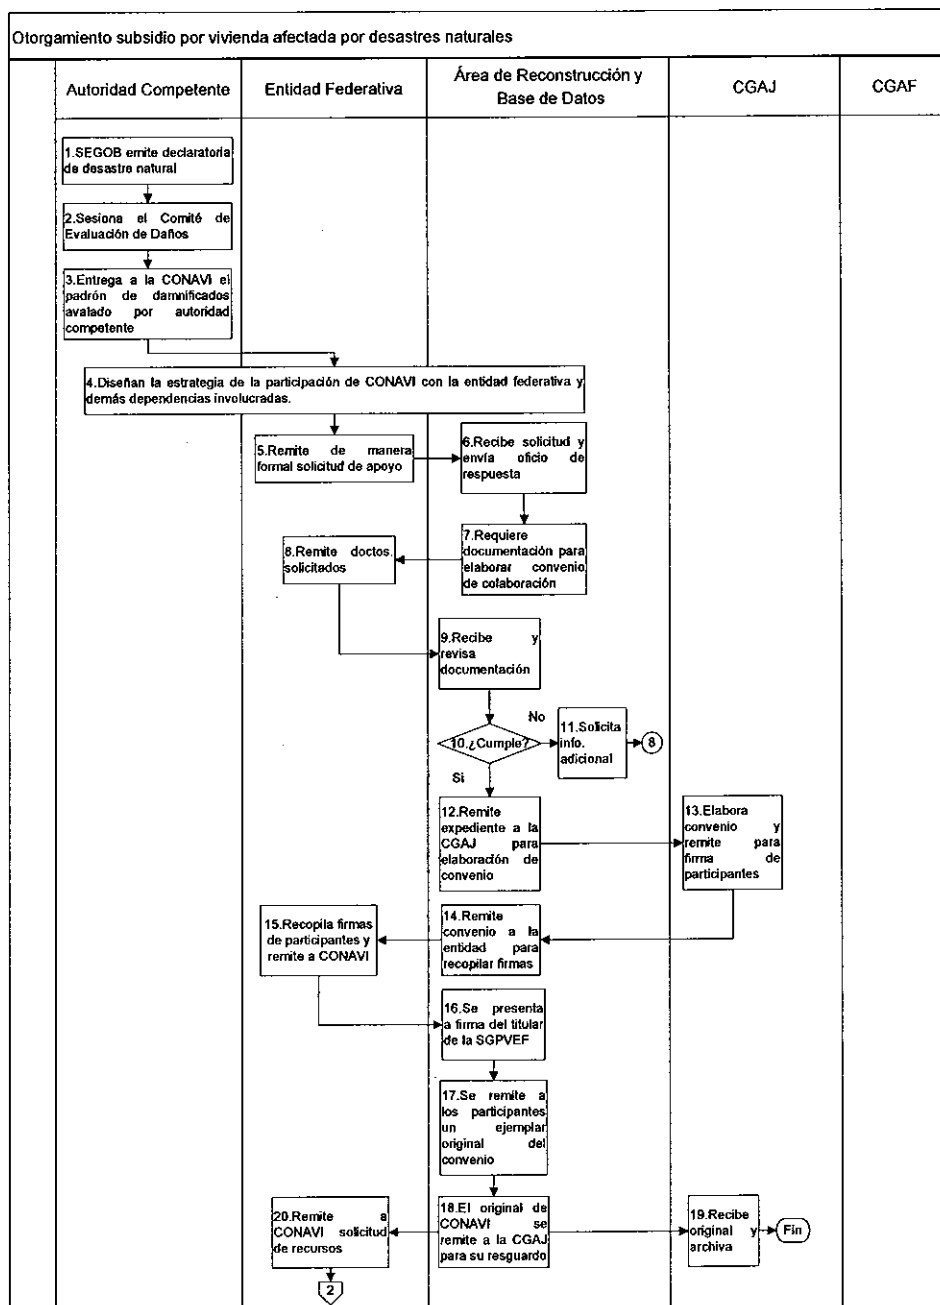 Otorgamiento subsidio por vivienda afectada por desastres naturales
Autoridad Competente
Entidad Federativa
Área de Reconstrucción y
Base de Datos
CGAJ
CGAF
1.SEGOB emite declaratoria
de desastre natural
2.Sesiona el Comité de
Evaluación de Daños
3.Entrega a la CONAVI el
padrón de damnificados
avalado por autoridad
competente
4.Diseñan la estrategia de la participación de CONAVI con la entidad federativa y
demás dependencias involucradas.
5.Remite de manera
formal solicitud de apoyo
6.Recibe solicitud y
envía oficio de
respuesta
7.Requiere
documentación para
elaborar convenio
de colaboración
8.Remite doctos.
solicitados
9.Recibe y
revisa
documentación
10.¿Cumple?
No
11.Solicita
info.
adicional
8
Si
12.Remite
expediente a la
CGAJ para
elaboración de
convenio
13.Elabora
convenio y
remite para
firma de
participantes
14.Remite
convenio a la
entidad para
recopilar firmas
15.Recopila firmas
de participantes y
remite a CONAVI
16.Se presenta
a firma del titular
de la SGPVEF
17.Se remite a
los participantes
un ejemplar
original del
convenio
18.El original de
CONAVI se
remite a la CGAJ
para su resguardo
19.Recibe
original y
archiva
Fin
20.Remite a
CONAVI solicitud
de recursos
2